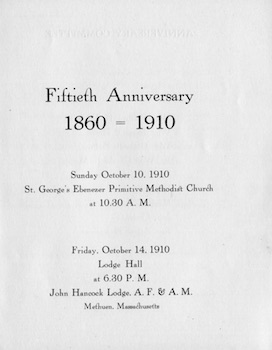 Fiftieth Anniversary
1860 = 1910
Sunday October 10, 1910
St. George's Ebenezer Primitive Methodist Church
at 10.30 A. M.
Friday, October 14, 1910
Lodge Hall
at 6.30 P. M.
John Hancock Lodge, A. F. & A. M.
Methuen, Massachusetts